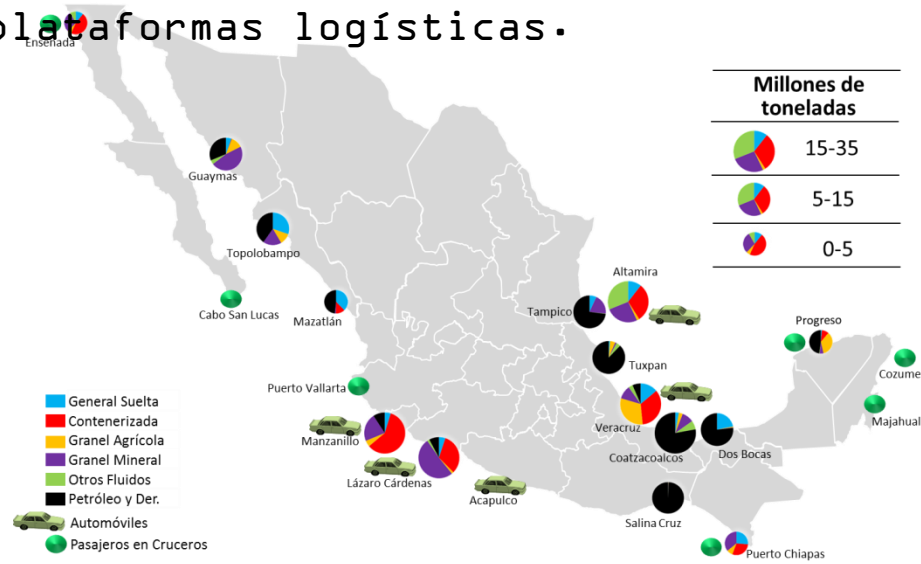 plataformas logísticas.
Ensenada
Millones de
toneladas
15-35
5-15
0-5
Guaymas
Topolobampo
Cabo San Lucas
Mazatlán
Altamira
Tampico
Tuxpan
Progreso
Cozume
Majahual
Puerto Vallarta
Veracruz
Manzanillo
Coatzacoalcos
Dos Bocas
Lázaro Cárdenas
Acapulco
Salina Cruz
Puerto Chiapas
General Suelta
Contenerizada
Granel Agrícola
Granel Mineral
Otros Fluidos
Petróleo y Der.
Automóviles
Pasajeros en Cruceros